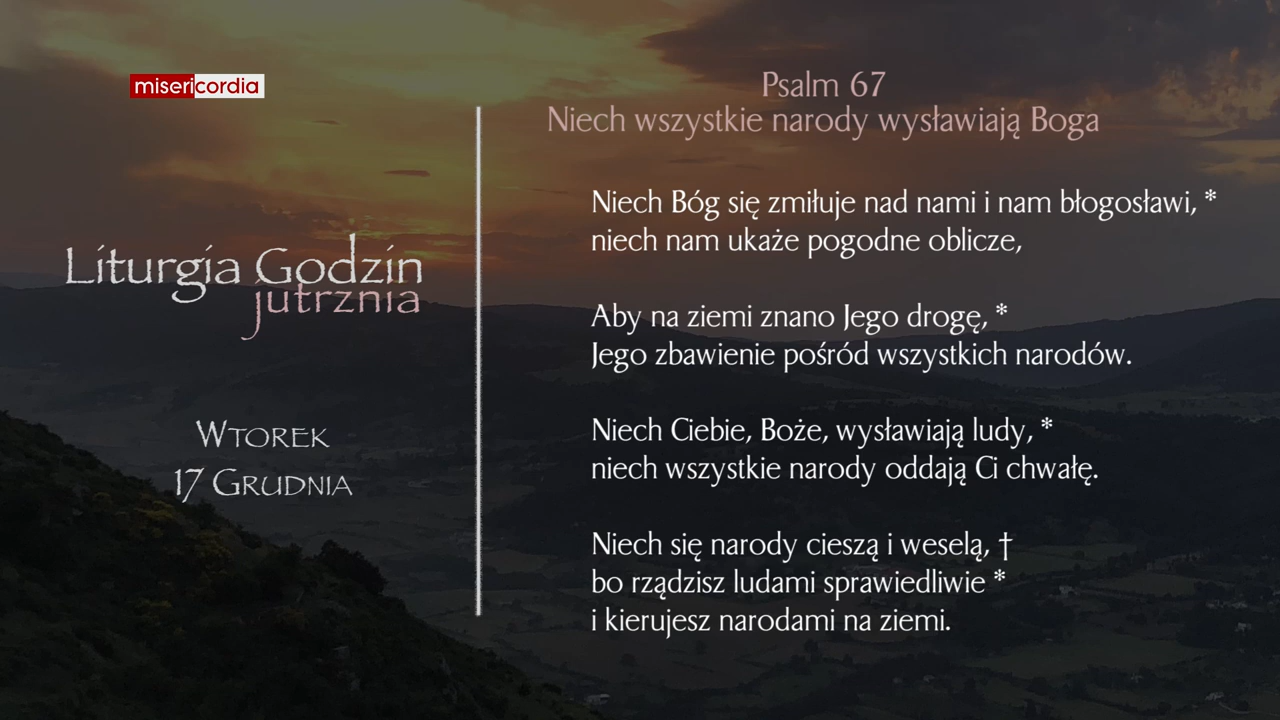 misericordia
Liturgia Godzin
jutrznia
Wtorek
17 Grudnia
Psalm 67
Niech wszystkie narody wysławiają Boga
Niech Bóg się zmiłuje nad nami i nam błogosławi, *
niech nam ukaże pogodne oblicze,
Aby na ziemi znano Jego drogę, *
Jego zbawienie pośród wszystkich narodów.
Niech Ciebie, Boże, wysławiają ludy, *
niech wszystkie narody oddają Ci chwałę.
Niech się narody cieszą i weselą, †
bo rządzisz ludami sprawiedliwie *
i kierujesz narodami na ziemi.